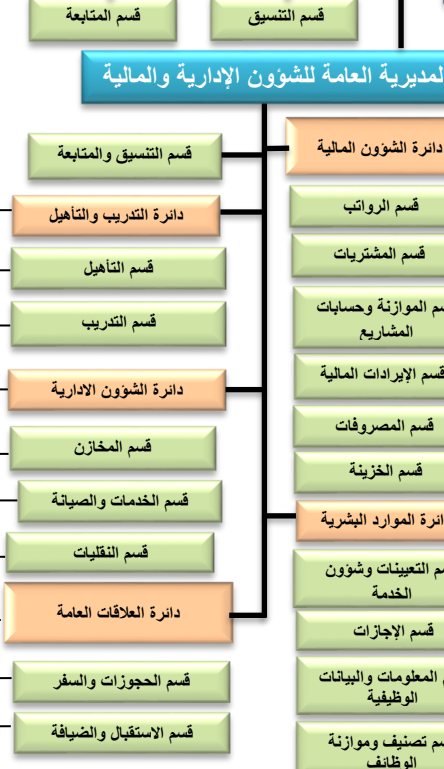 قسم التنسيق
قسم المتابعة
المديرية العامة للشؤون الإدارية والمالية
دائرة الشؤون المالية
قسم الرواتب
قسم المشتريات
قسم الموازنة وحسابات
المشاريع
قسم الإيرادات المالية
قسم المصروفات
قسم الخزينة
دائرة الموارد البشرية
قسم التعيينات وشؤون
الخدمة
قسم الإجازات
المعلومات والبيانات
الوظيفية
قسم تصنيف وموازنة
الوظائف
قسم التنسيق والمتابعة
دائرة التدريب والتأهيل
قسم التأهيل
قسم التدريب
دائرة الشؤون الادارية
قسم المخازن
قسم الخدمات والصيانة
قسم النقليات
دائرة العلاقات العامة
قسم الحجوزات والسفر
قسم الاستقبال والضيافة